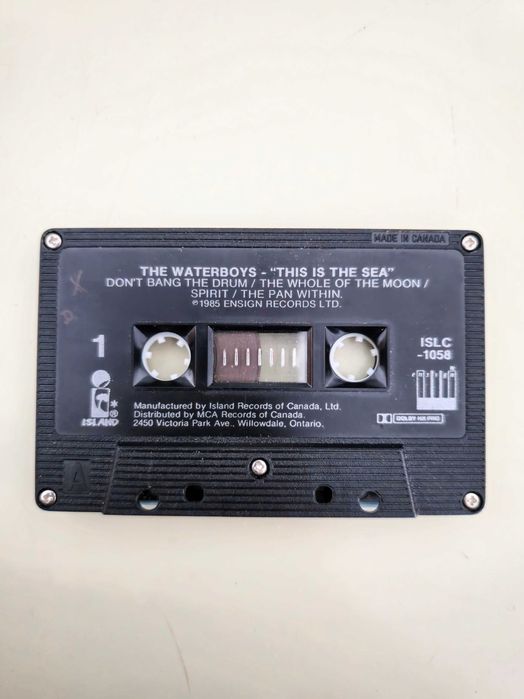 MADE IN CANADA
THE WATERBOYS - "THIS IS THE SEA"
DON'T BANG THE DRUM / THE WHOLE OF THE MOON /
SPIRIT / THE PAN WITHIN.
℗1985 ENSIGN RECORDS LTD.
1
ISLC
-1058
ISLAND
Manufactured by Island Records of Canada, Ltd.
Distributed by MCA Records of Canada.
2450 Victoria Park Ave., Willowdale, Ontario.
DOLBY HX PRO
A